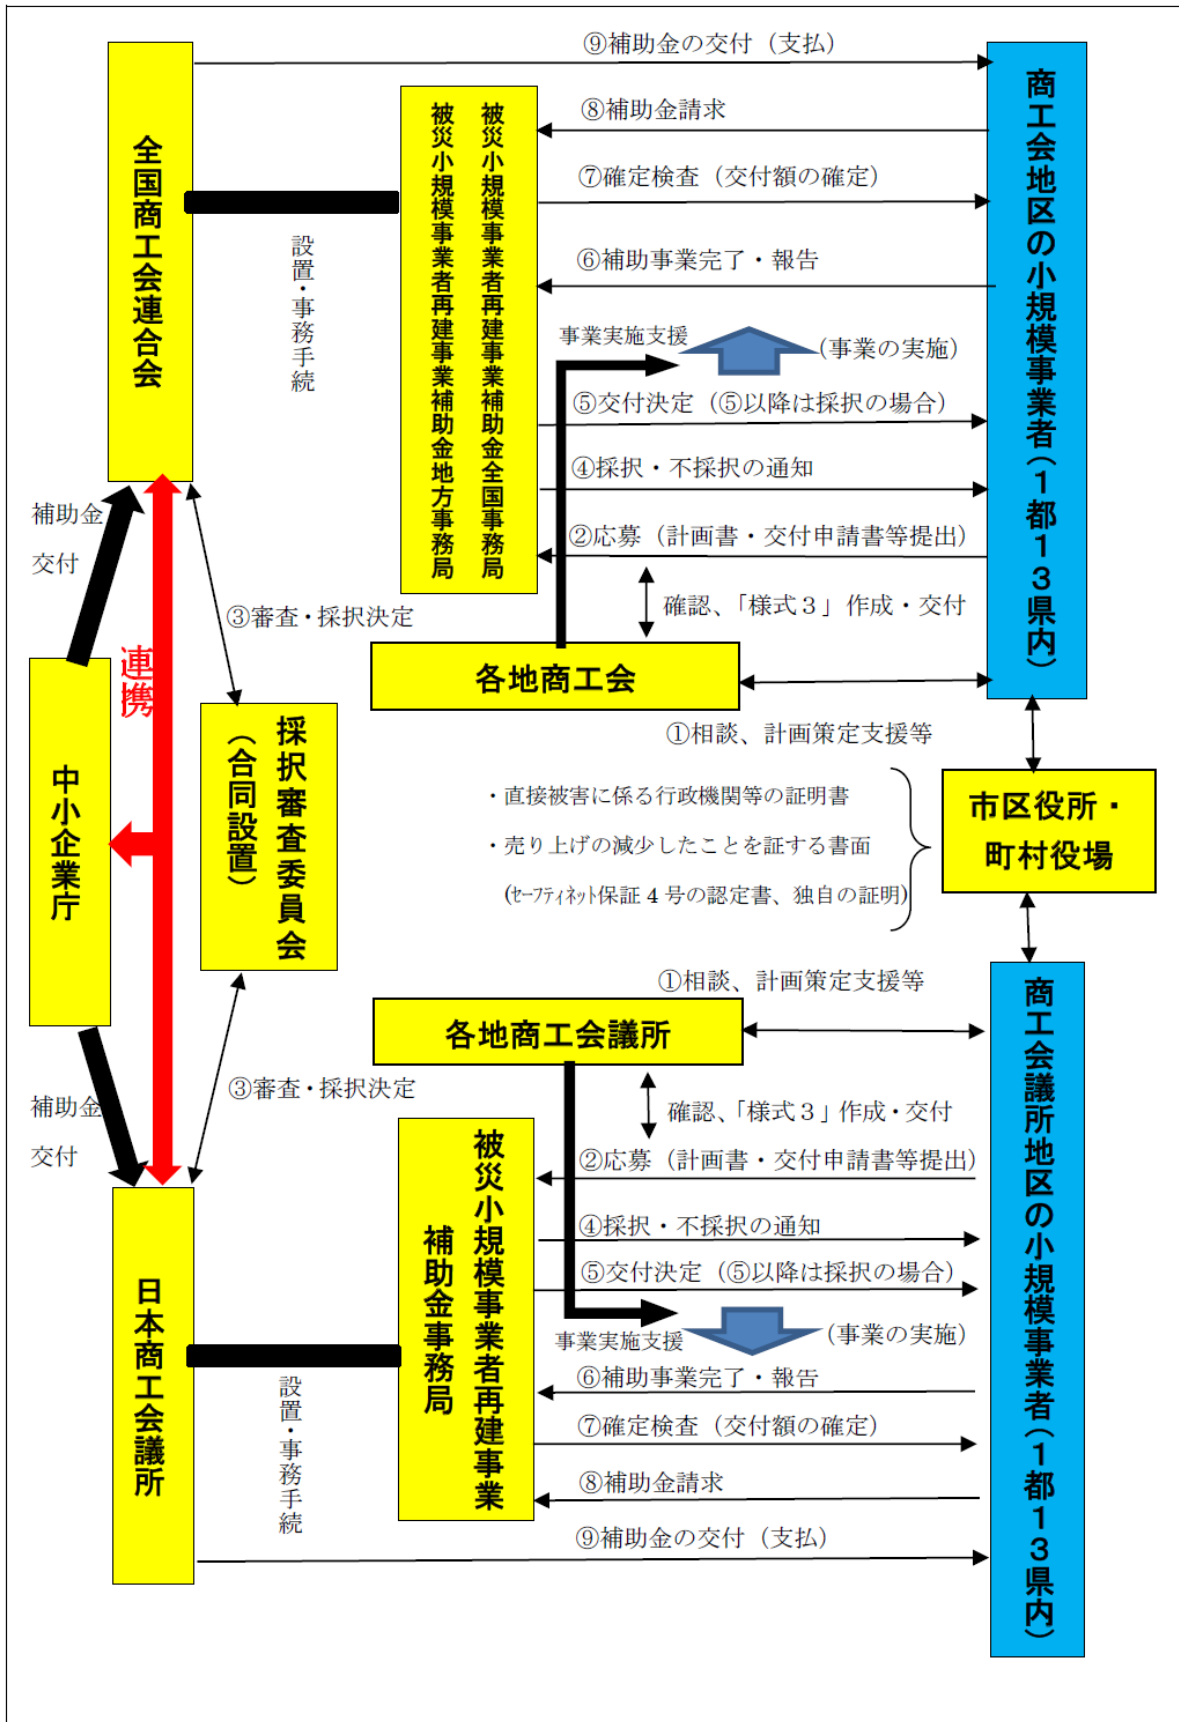 ⑨補助金の交付（支払）
全国商工会連合会
被災小規模事業者再建事業補助金全国事務局
被災小規模事業者再建事業補助金地方事務局
商工会地区の小規模事業者（１都１３県内）
⑧補助金請求
⑦確定検査（交付額の確定）
設置・事務手続
⑥補助事業完了・報告
事業実施支援
(事業の実施)
⑤交付決定（⑤以降は採択の場合）
④採択・不採択の通知
②応募（計画書・交付申請書等提出）
補助金
交付
確認、「様式３」作成・交付
③審査・採択決定
各地商工会
連携
①相談、計画策定支援等
中小企業庁
採択審査委員会
（合同設置）
・直接被害に係る行政機関等の証明書
・売り上げの減少したことを証する書面
(ｾｰﾌﾃｨﾈｯﾄ保証 4 号の認定書、独自の証明)
市区役所・
町村役場
①相談、計画策定支援等
各地商工会議所
商工会議所地区の小規模事業者（１都１３県内）
③審査・採択決定
補助金
交付
確認、「様式３」作成・交付
被災小規模事業者再建事業
補助金事務局
②応募（計画書・交付申請書等提出）
④採択・不採択の通知
⑤交付決定（⑤以降は採択の場合）
日本商工会議所
事業実施支援
(事業の実施)
⑥補助事業完了・報告
設置・事務手続
⑦確定検査（交付額の確定）
⑧補助金請求
⑨補助金の交付（支払）